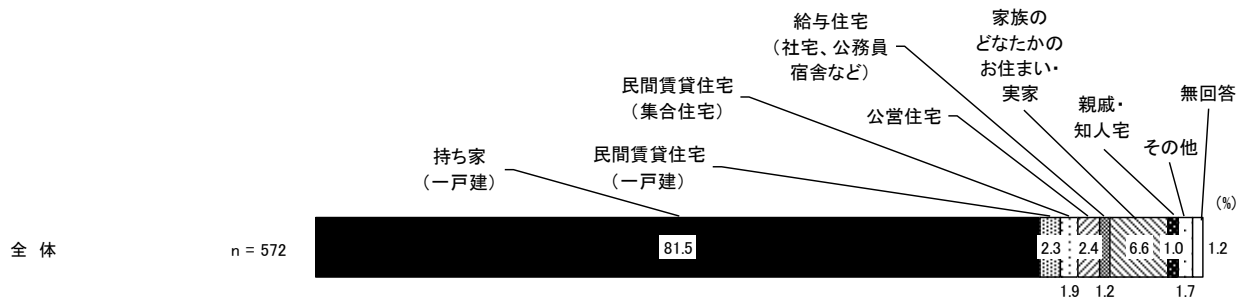 給与住宅
（社宅、公務員
宿舎など）
家族の
どなたかの
お住まい・
実家
民間賃貸住宅
（集合住宅）
公営住宅
親戚・
知人宅
無回答
その他
持ち家
（一戸建）
民間賃貸住宅
（一戸建）
(%)
全 体
n = 572
81.5
2.3
2.4
6.6
1.0
1.2
1.9
1.2
1.7